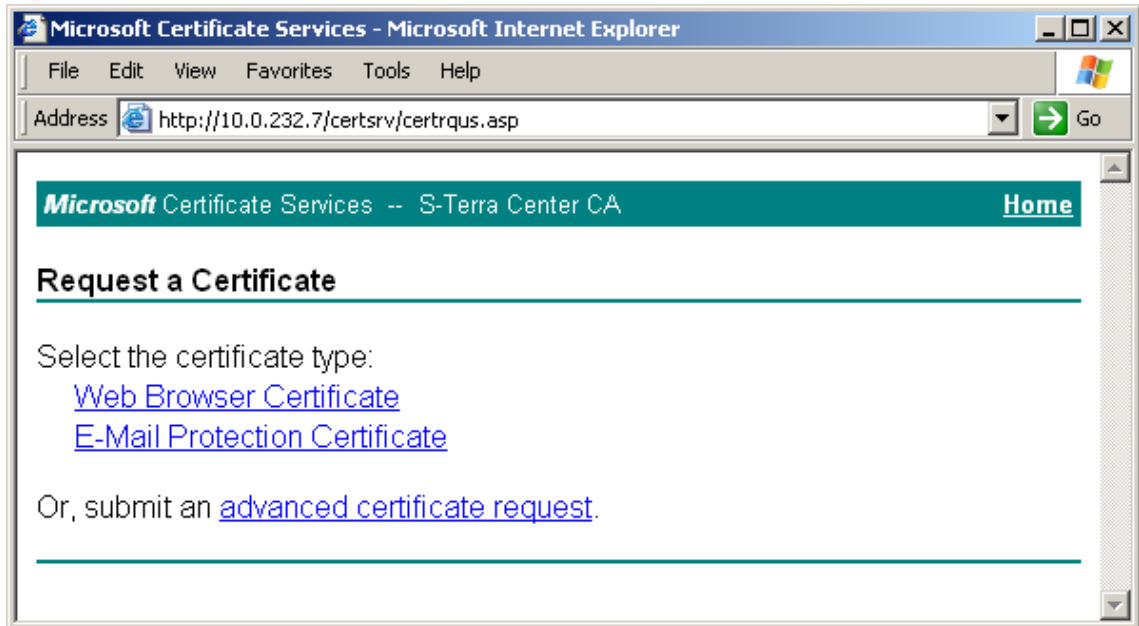 Microsoft Certificate Services - Microsoft Internet Explorer
File Edit View Favorites Tools Help
Address http://10.0.232.7/certsrv/certrqus.asp Go
Microsoft Certificate Services -- S-Terra Center CA Home
Request a Certificate
Select the certificate type:
Web Browser Certificate
E-Mail Protection Certificate
Or, submit an advanced certificate request.